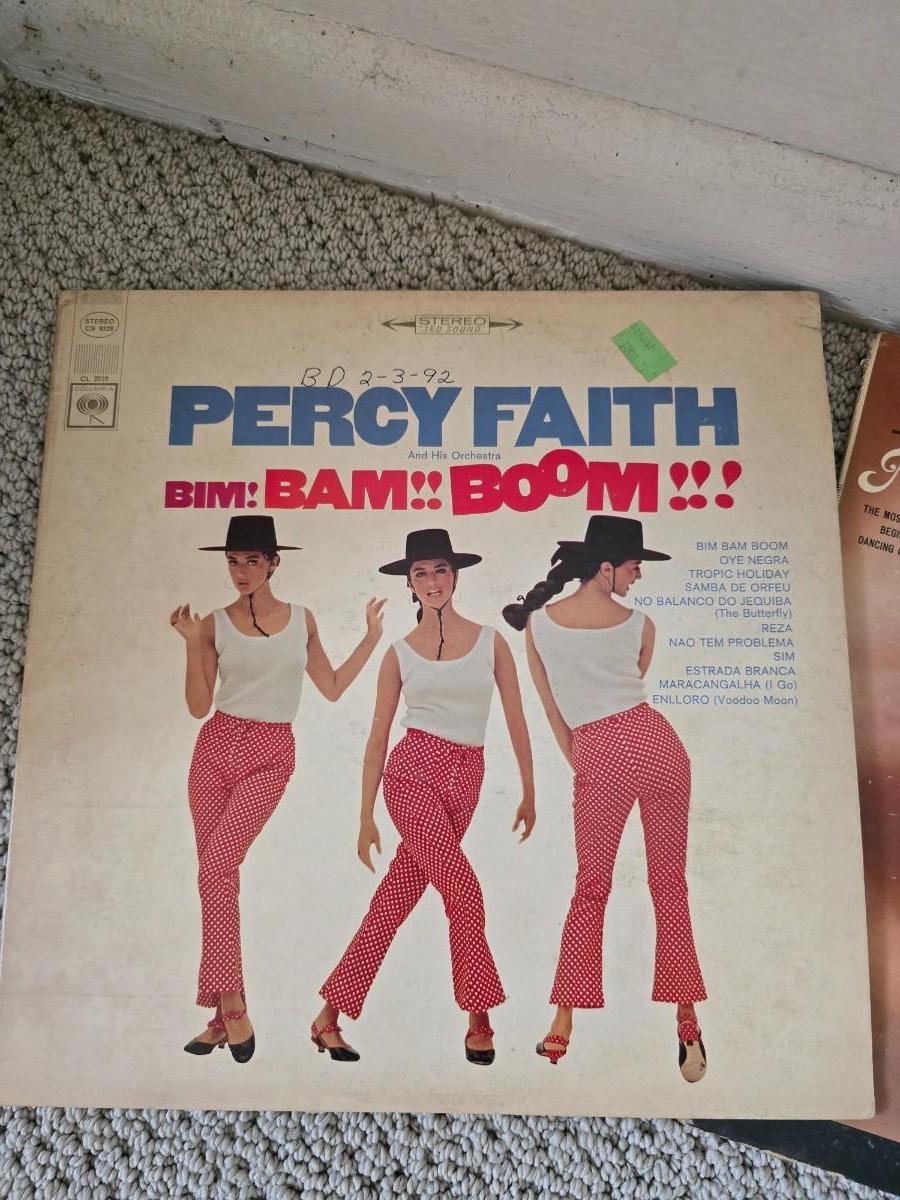 STEREO
CS 9329
CL 2529
COLUMBIA
STEREO
"360 SOUND"
BD 2-3-92
PERCY FAITH
And His Orchestra
BIM! BAM!! BOOM!!!
BIM BAM BOOM
OYE NEGRA
TROPIC HOLIDAY
SAMBA DE ORFEU
NO BALANCO DO JEQUIBA
(The Butterfly)
REZA
NAO TEM PROBLEMA
SIM
ESTRADA BRANCA
MARACANGALHA (I Go)
ENLLORO (Voodoo Moon)
THE MOS
BEGI
DANCING